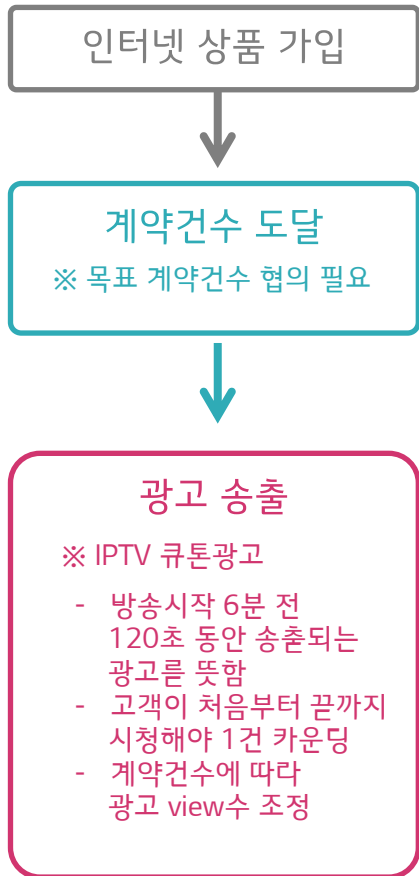 인터넷 상품 가입
계약건수 도달
※ 목표 계약건수 협의 필요
광고 송출
※ IPTV 큐톤광고
- 방송시작 6분 전
120초 동안 송출되는
광고를 뜻함
- 고객이 처음부터 끝까지
시청해야 1건 카운딩
- 계약건수에 따라
광고 view수 조정